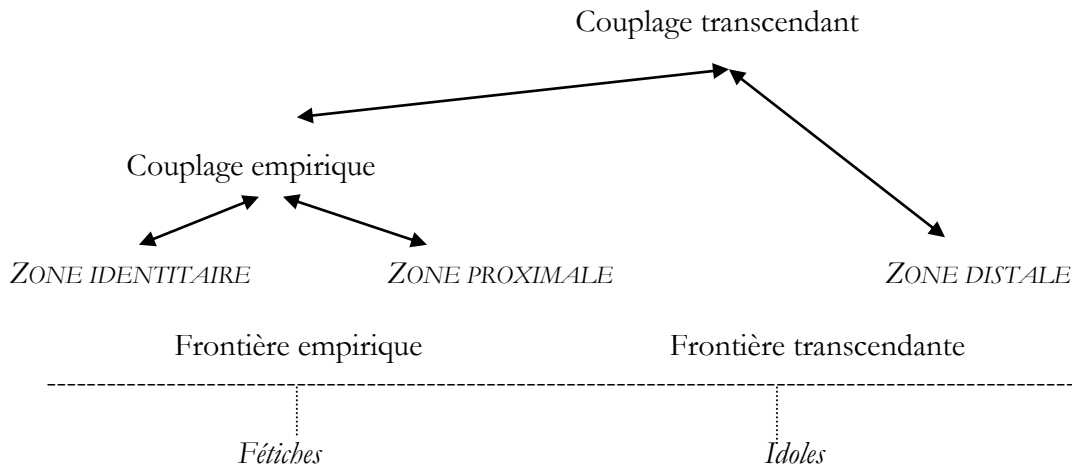 Couplage transcendant
Couplage empirique
ZONE IDENTITAIRE ZONE PROXIMALE ZONE DISTALE
Frontière empirique Frontière transcendante
Fétiches Idoles